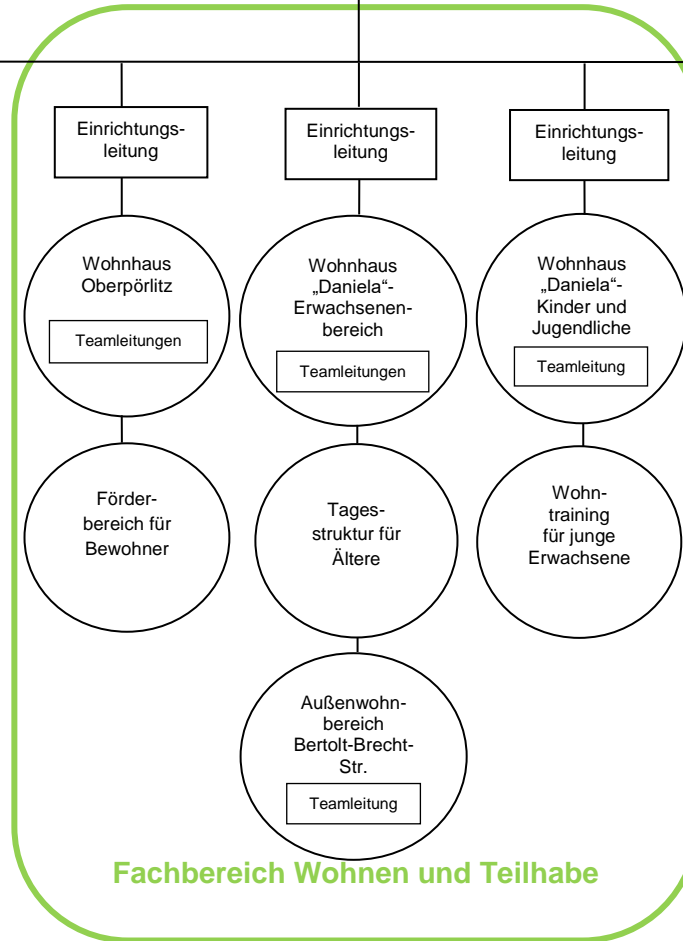 Einrichtungs-
leitung
Einrichtungs-
leitung
Einrichtungs-
leitung
Wohnhaus
Oberpörlitz
Teamleitungen
Wohnhaus
„Daniela“-
Erwachsenen-
bereich
Teamleitungen
Wohnhaus
„Daniela“-
Kinder und
Jugendliche
Teamleitung
Förder-
bereich für
Bewohner
Tages-
struktur für
Ältere
Wohn-
training
für junge
Erwachsene
Außenwohn-
bereich
Bertolt-Brecht-
Str.
Teamleitung
Fachbereich Wohnen und Teilhabe